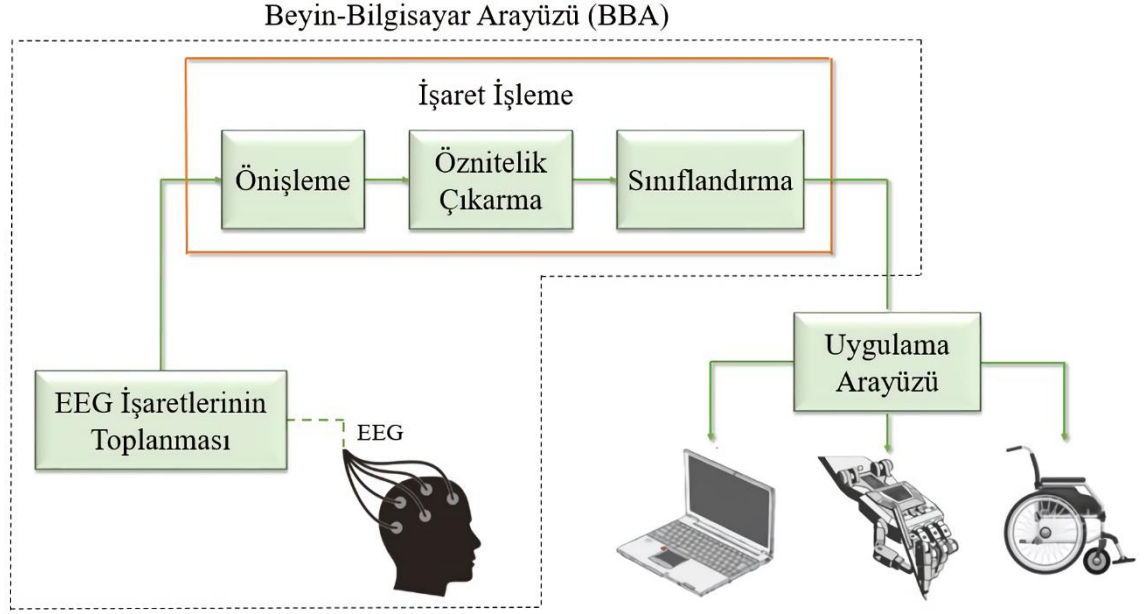 Beyin-Bilgisayar Arayüzü (BBA)
İşaret İşleme
Önişleme
Öznitelik
Çıkarma
Sınıflandırma
Uygulama
Arayüzü
EEG İşaretlerinin
Toplanması
EEG